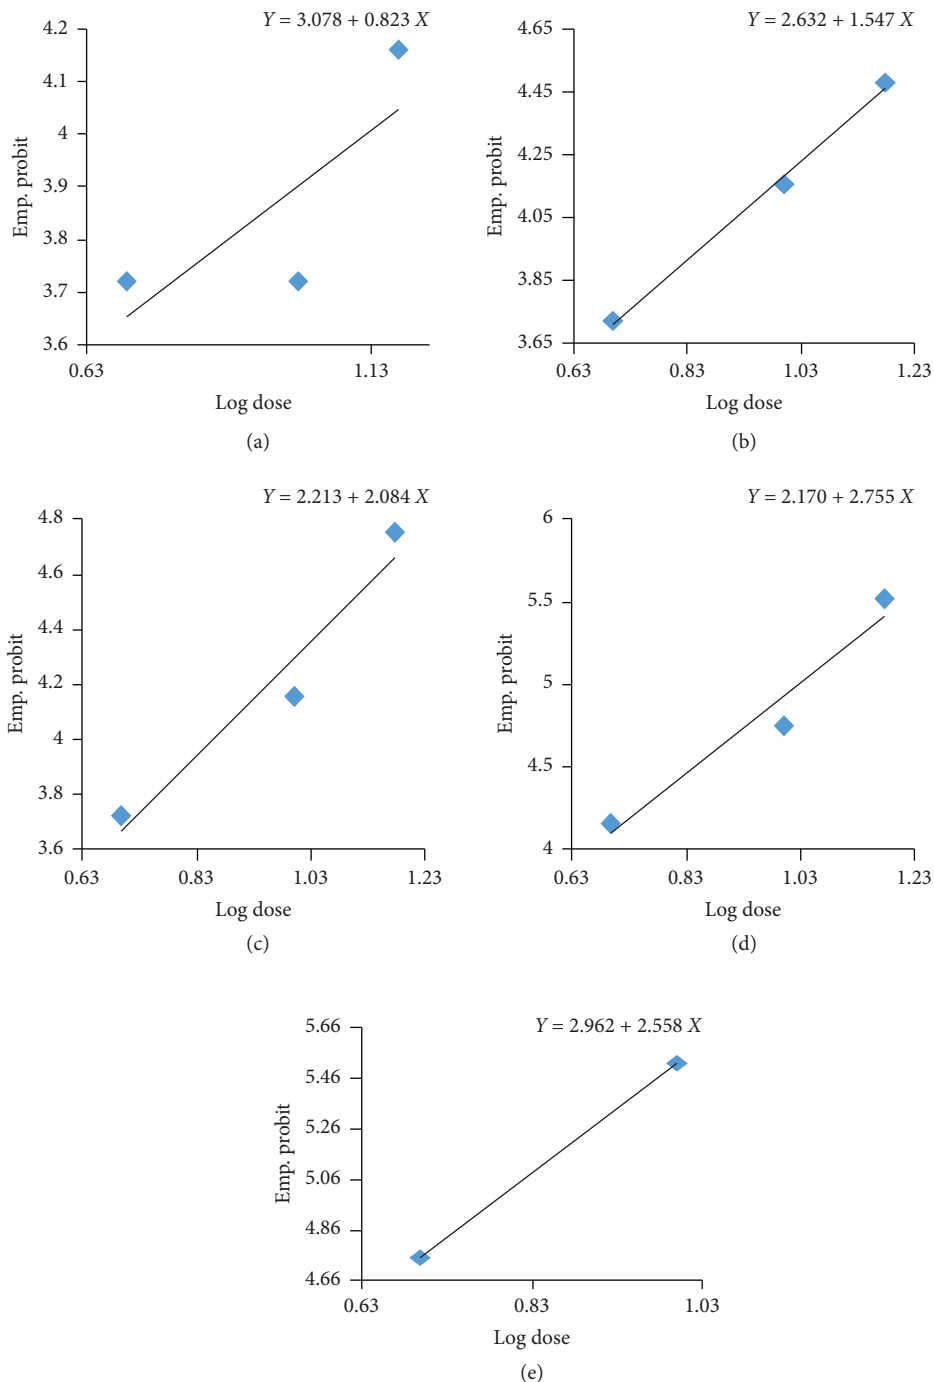 Y = 3.078 + 0.823 X
4.2
4.1
4
3.9
3.8
3.7
3.6
Emp. probit
0.63
1.13
Log dose
(a)
Y = 2.632 + 1.547 X
4.65
4.45
4.25
4.05
3.85
3.65
Emp. probit
0.63 0.83 1.03 1.23
Log dose
(b)
Y = 2.213 + 2.084 X
4.8
4.6
4.4
4.2
4
3.8
3.6
Emp. probit
0.63 0.83 1.03 1.23
Log dose
(c)
Y = 2.170 + 2.755 X
6
5.5
5
4.5
4
Emp. probit
0.63 0.83 1.03 1.23
Log dose
(d)
Y = 2.962 + 2.558 X
5.66
5.46
5.26
5.06
4.86
4.66
Emp. probit
0.63 0.83 1.03
Log dose
(e)